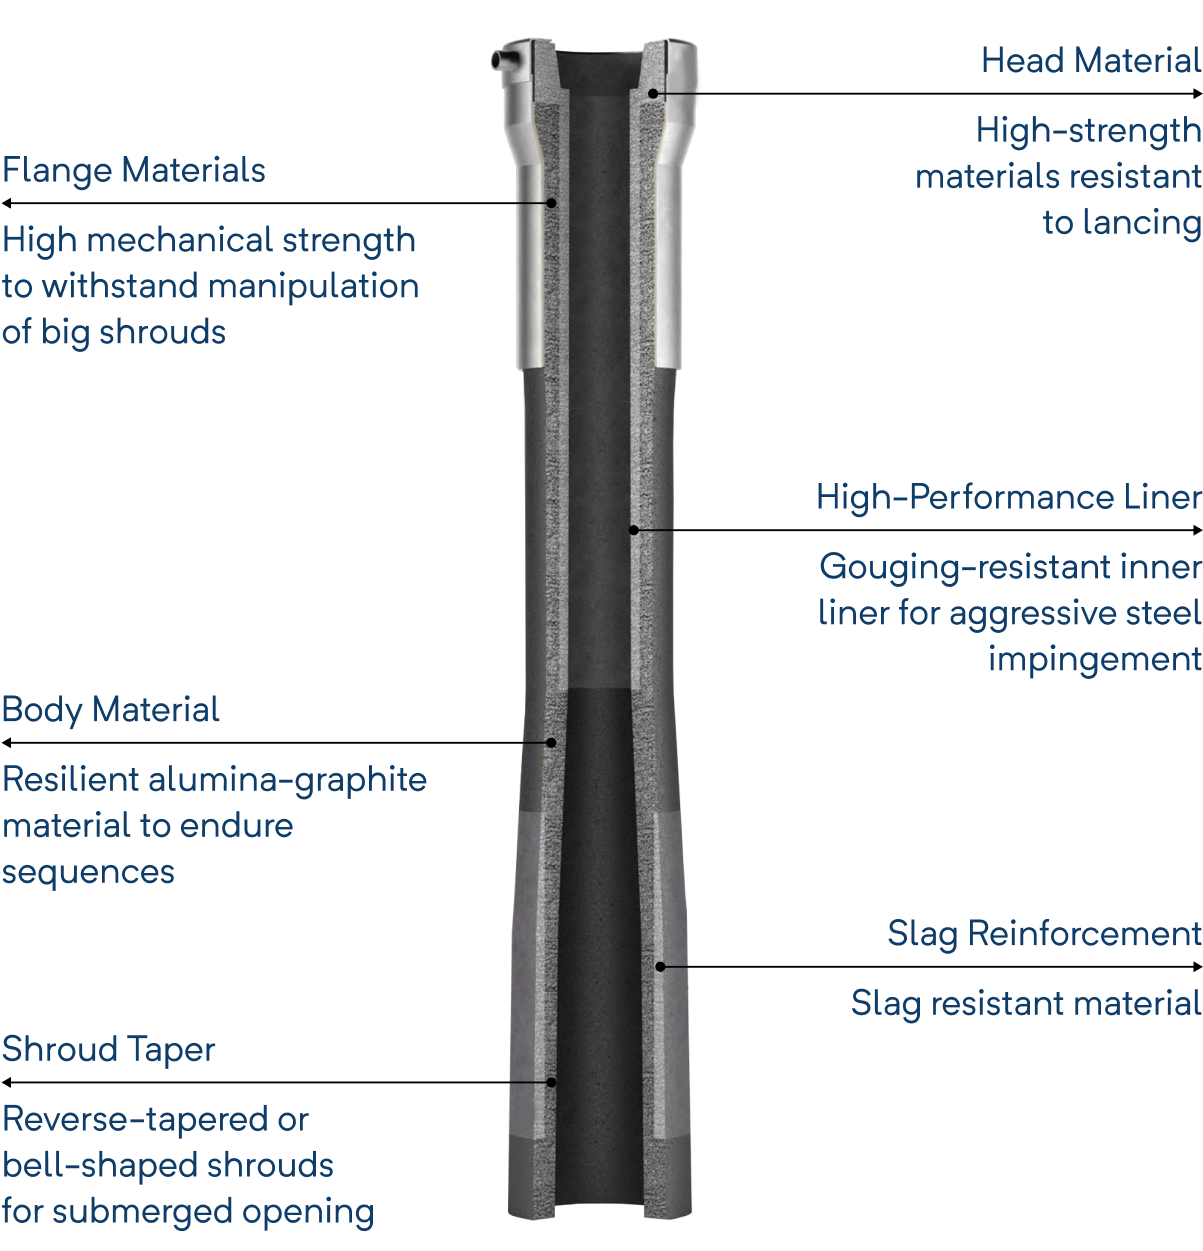 Head Material
High-strength
materials resistant
to lancing
Flange Materials
High mechanical strength
to withstand manipulation
of big shrouds
High-Performance Liner
Gouging-resistant inner
liner for aggressive steel
impingement
Body Material
Resilient alumina-graphite
material to endure
sequences
Slag Reinforcement
Slag resistant material
Shroud Taper
Reverse-tapered or
bell-shaped shrouds
for submerged opening